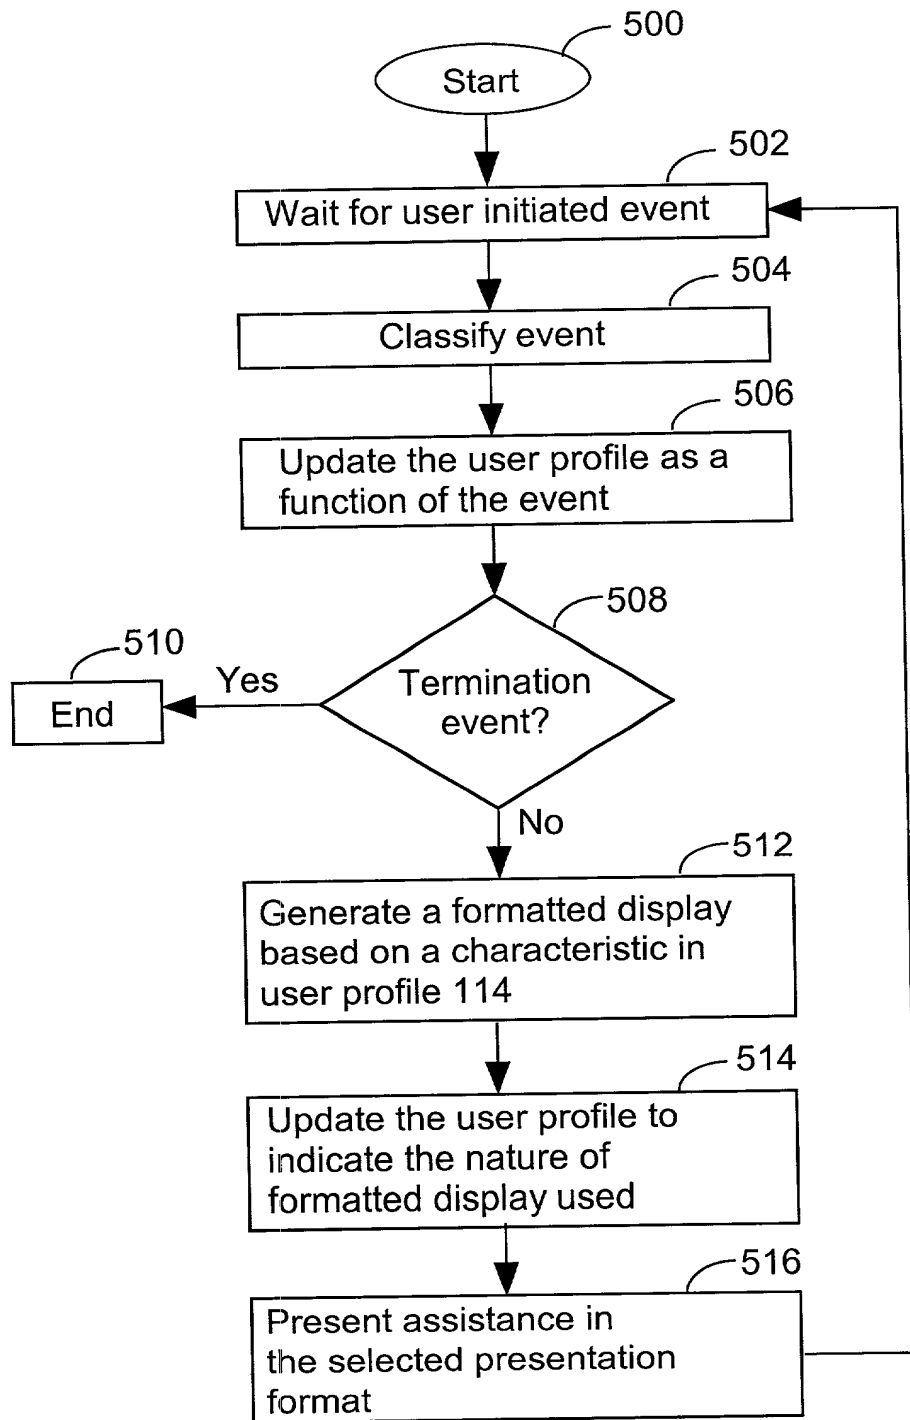 500
Start
502
Wait for user initiated event
504
Classify event
506
Update the user profile as a
function of the event
508
Termination
event?
510
Yes
End
No
512
Generate a formatted display
based on a characteristic in
user profile 114
514
Update the user profile to
indicate the nature of
formatted display used
516
Present assistance in
the selected presentation
format